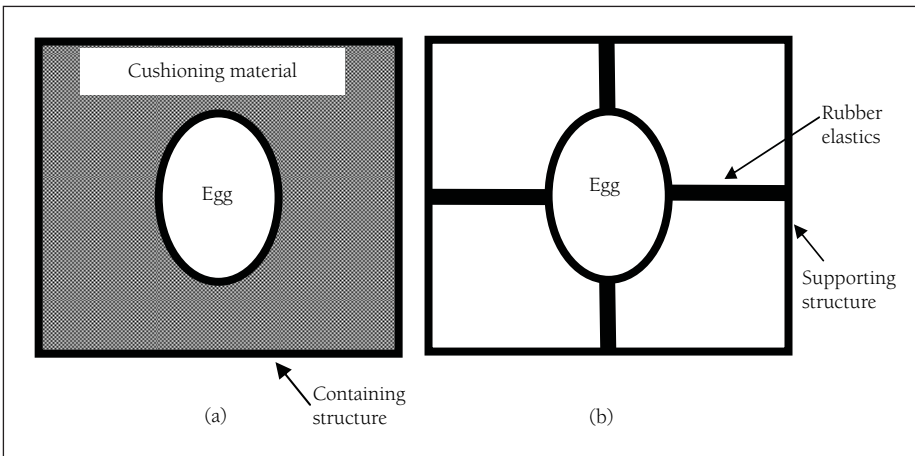 Cushioning material
Egg
Containing
structure
(a)
Egg
Rubber
elastics
Supporting
structure
(b)